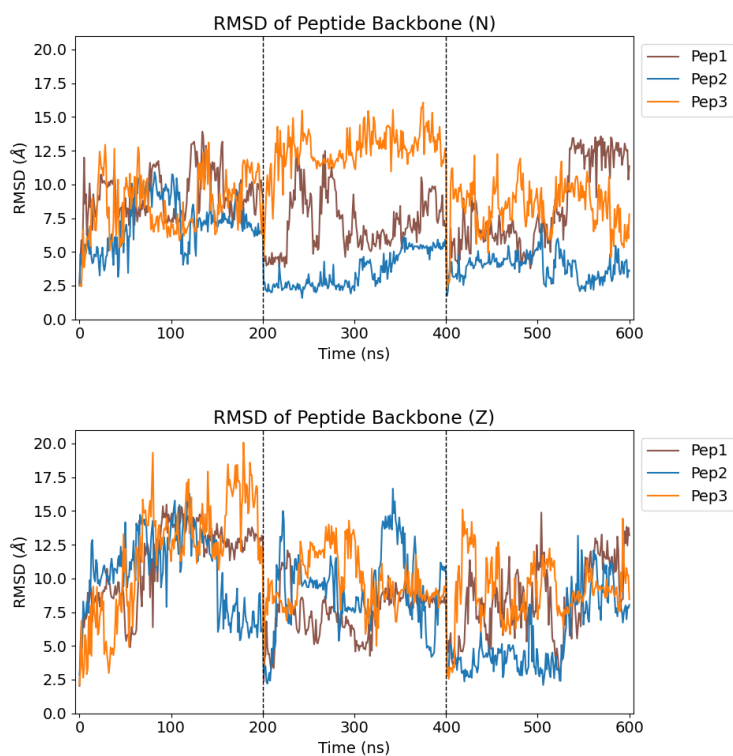 RMSD of Peptide Backbone (N)
20.0
17.5
15.0
12.5
10.0
7.5
5.0
2.5
0.0
RMSD (Å)
0 100 200 300 400 500 600
Time (ns)
Pep1
Pep2
Pep3
RMSD of Peptide Backbone (Z)
20.0
17.5
15.0
12.5
10.0
7.5
5.0
2.5
0.0
RMSD (Å)
0 100 200 300 400 500 600
Time (ns)
Pep1
Pep2
Pep3